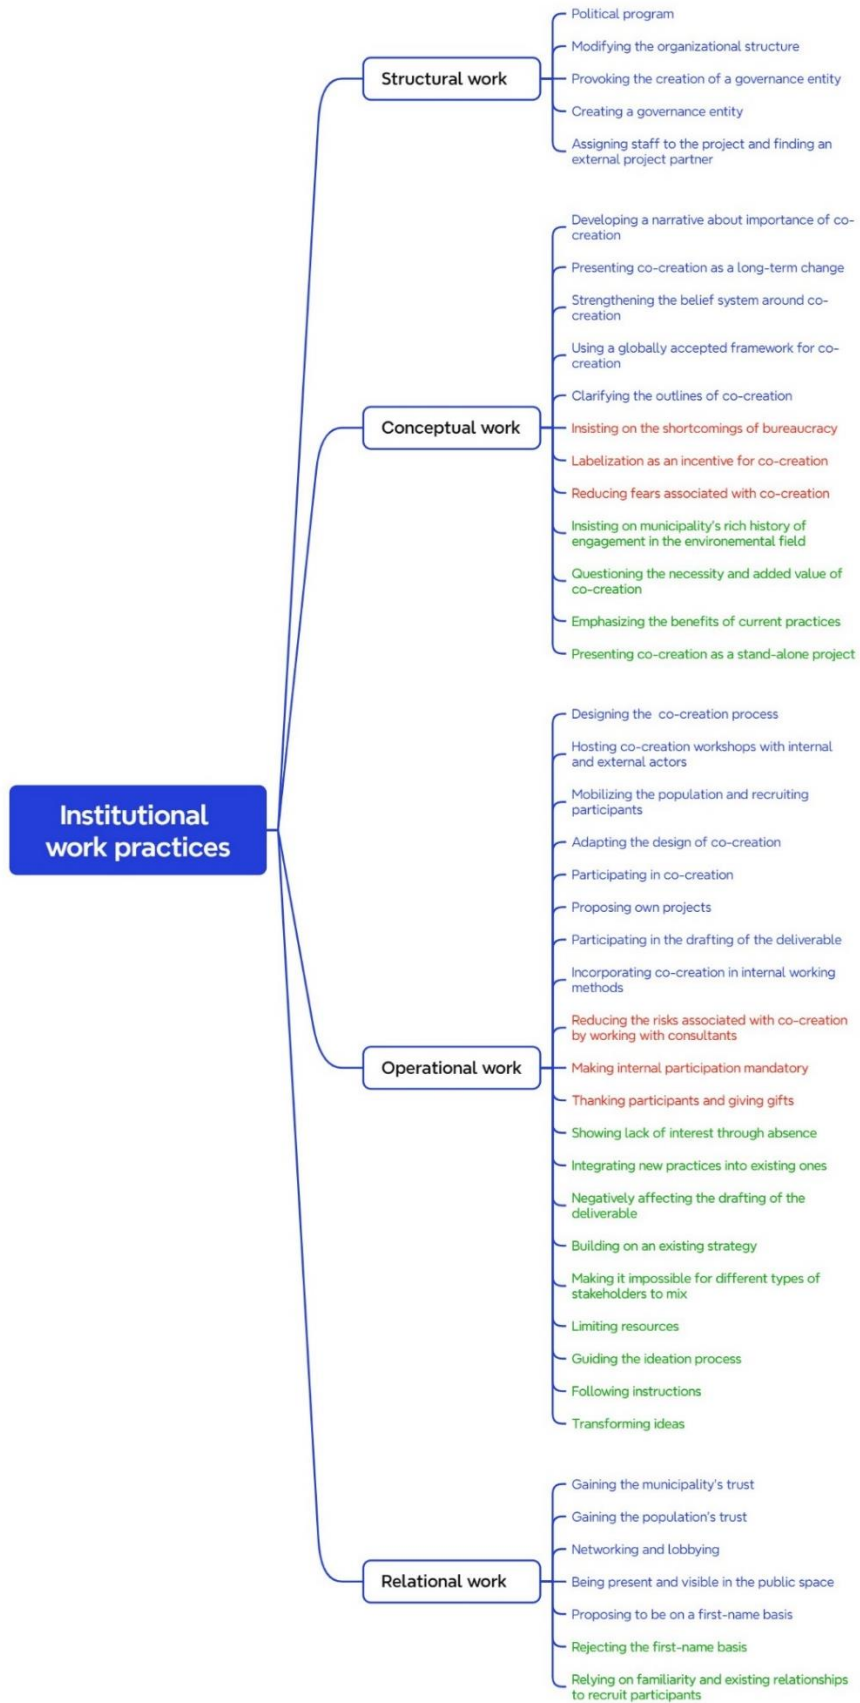 Institutional
work practices
Structural work
Political program
Modifying the organizational structure
Provoking the creation of a governance entity
Creating a governance entity
Assigning staff to the project and finding an
external project partner
Conceptual work
Developing a narrative about importance of co-
creation
Presenting co-creation as a long-term change
Strengthening the belief system around co-
creation
Using a globally accepted framework for co-
creation
Clarifying the outlines of co-creation
Insisting on the shortcomings of bureaucracy
Labelization as an incentive for co-creation
Reducing fears associated with co-creation
Insisting on municipality's rich history of
engagement in the environemental field
Questioning the necessity and added value of
co-creation
Emphasizing the benefits of current practices
Presenting co-creation as a stand-alone project
Operational work
Designing the co-creation process
Hosting co-creation workshops with internal
and external actors
Mobilizing the population and recruiting
participants
Adapting the design of co-creation
Participating in co-creation
Proposing own projects
Participating in the drafting of the deliverable
Incorporating co-creation in internal working
methods
Reducing the risks associated with co-creation
by working with consultants
Making internal participation mandatory
Thanking participants and giving gifts
Showing lack of interest through absence
Integrating new practices into existing ones
Negatively affecting the drafting of the
deliverable
Building on an existing strategy
Making it impossible for different types of
stakeholders to mix
Limiting resources
Guiding the ideation process
Following instructions
Transforming ideas
Relational work
Gaining the municipality's trust
Gaining the population's trust
Networking and lobbying
Being present and visible in the public space
Proposing to be on a first-name basis
Rejecting the first-name basis
Relying on familiarity and existing relationships
to recruit participants